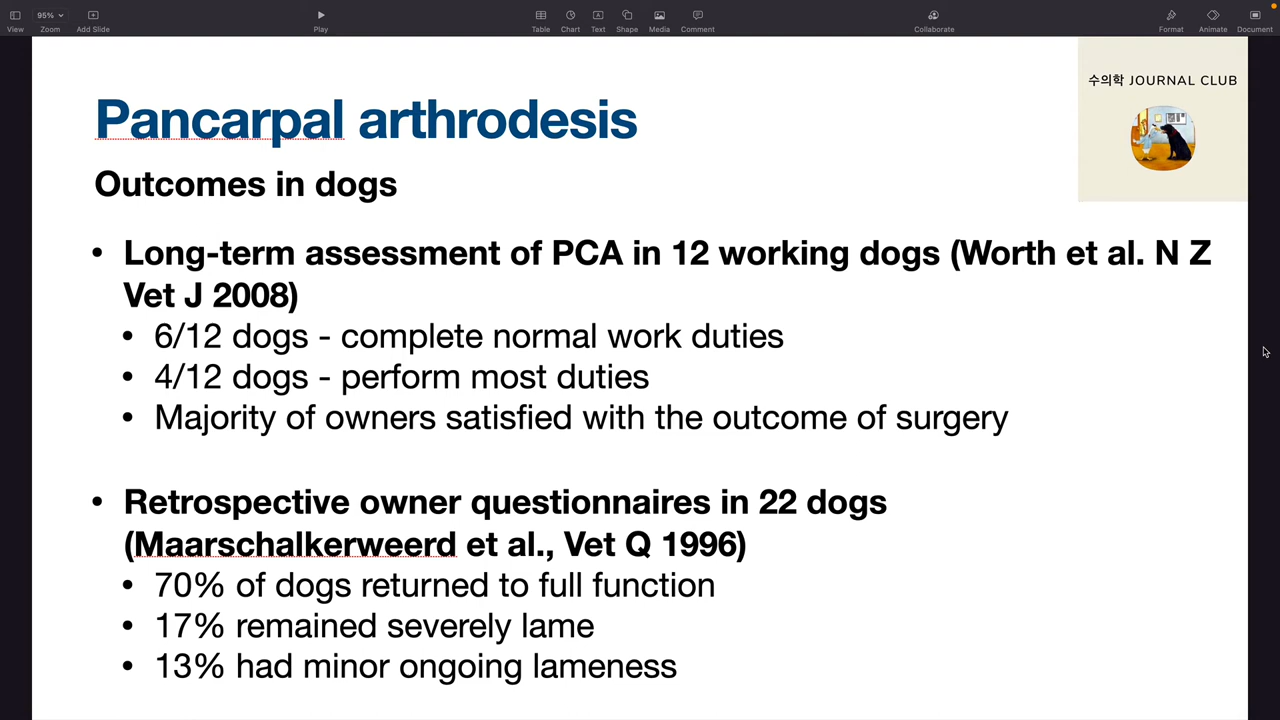 95%
View
Zoom
Add Slide
Play
Table
Chart
Text
Shape
Media
Comment
Collaborate
Format
Animate
Document
수의학 JOURNAL CLUB
Pancarpal arthrodesis
Outcomes in dogs
• Long-term assessment of PCA in 12 working dogs (Worth et al. N Z
Vet J 2008)
• 6/12 dogs - complete normal work duties
• 4/12 dogs - perform most duties
• Majority of owners satisfied with the outcome of surgery
• Retrospective owner questionnaires in 22 dogs
(Maarschalkerweerd et al., Vet Q 1996)
• 70% of dogs returned to full function
• 17% remained severely lame
• 13% had minor ongoing lameness